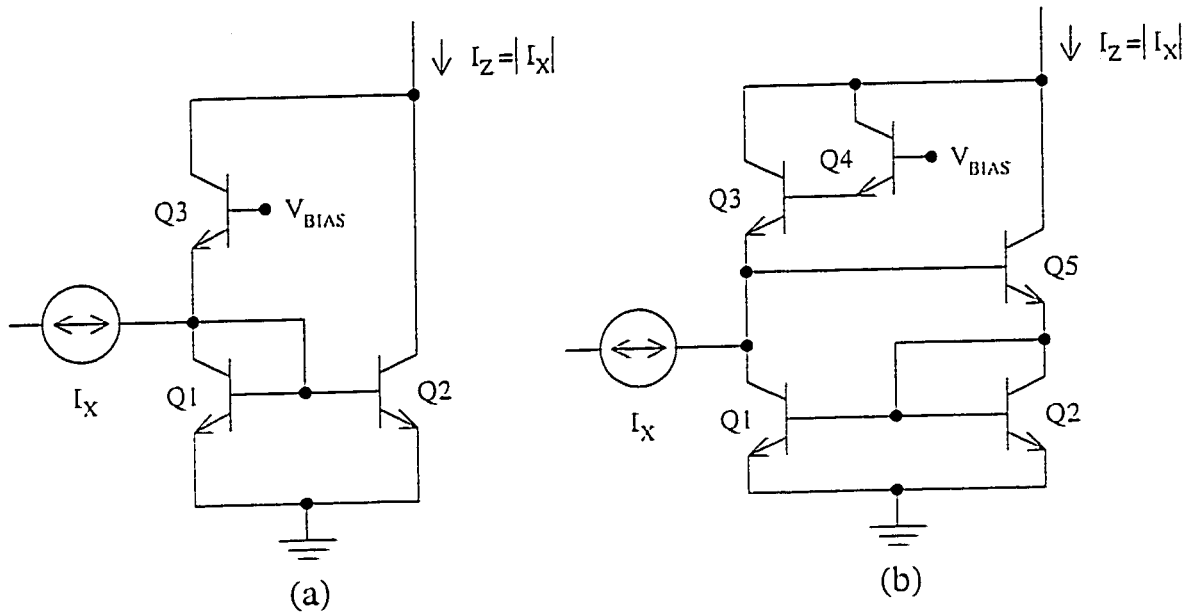 I_Z=|I_X|
Q3
V_BIAS
I_X
Q1
Q2
(a)
I_Z=|I_X|
Q4
V_BIAS
Q3
Q5
I_X
Q1
Q2
(b)